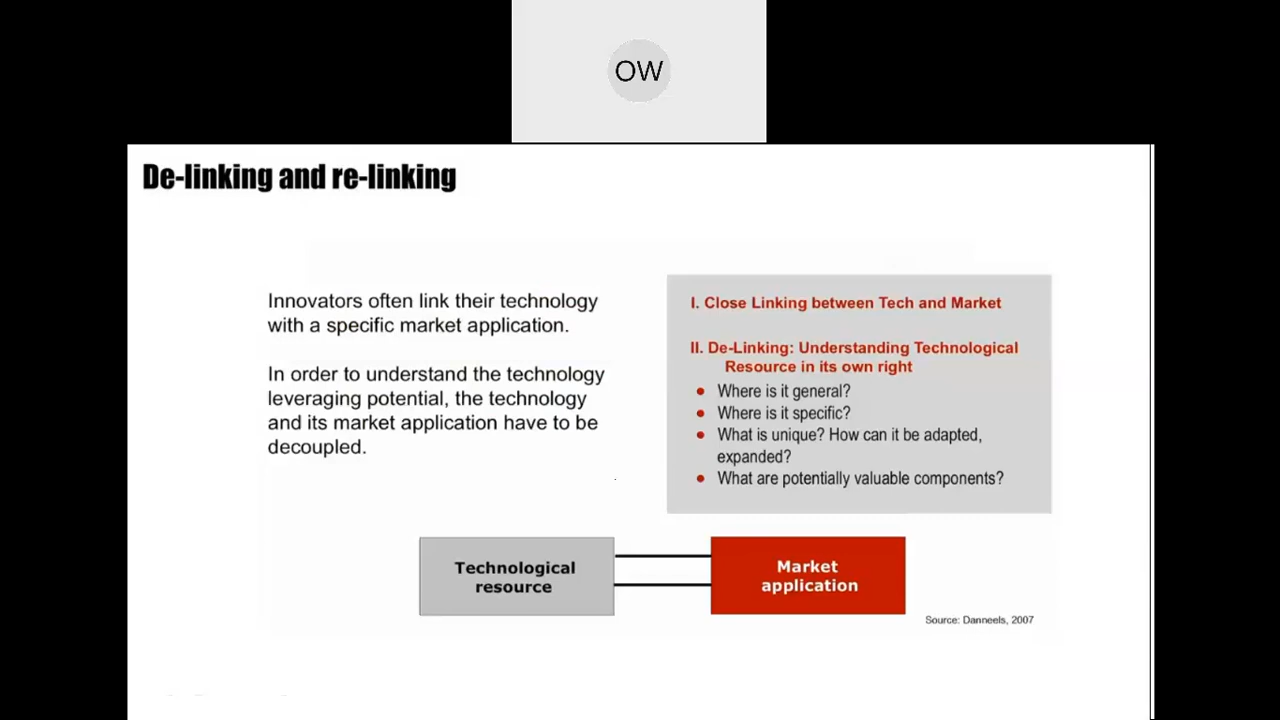 OW
De-linking and re-linking
Innovators often link their technology
with a specific market application.
In order to understand the technology
leveraging potential, the technology
and its market application have to be
decoupled.
I. Close Linking between Tech and Market
II. De-Linking: Understanding Technological
Resource in its own right
• Where is it general?
• Where is it specific?
• What is unique? How can it be adapted,
expanded?
• What are potentially valuable components?
Technological
resource
Market
application
Source: Danneels, 2007